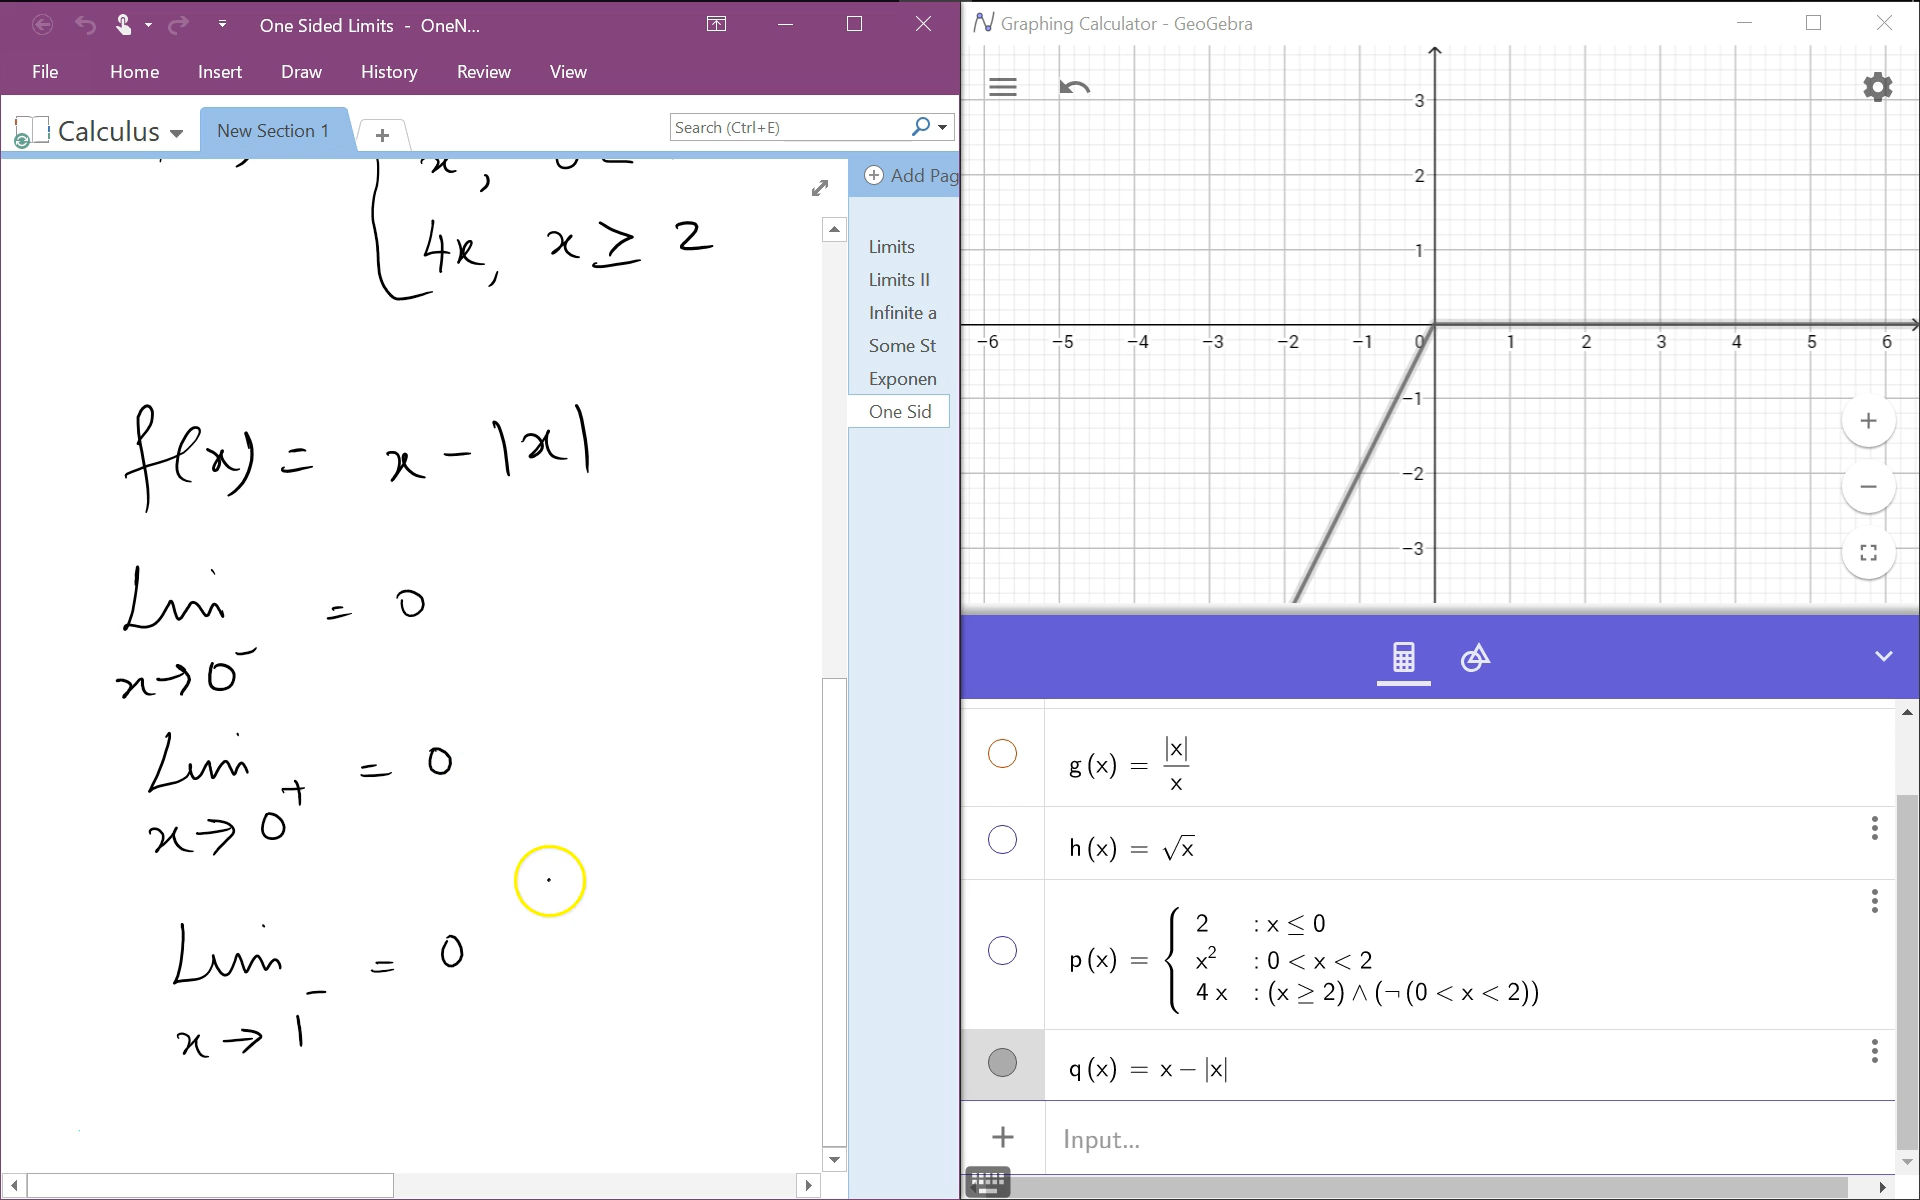 One Sided Limits - OneN...
File Home Insert Draw History Review View
Calculus New Section 1 +
Search (Ctrl+E)
x,
4x, x ≥ 2
f(x) = x - |x|
Lim = 0
x → 0⁻
Lim = 0
x → 0⁺
Lim = 0
x → 1⁻
Add Pag
Limits
Limits II
Infinite a
Some St
Exponen
One Sid
Graphing Calculator - GeoGebra
3
2
1
−6 −5 −4 −3 −2 −1 0 1 2 3 4 5 6
−1
−2
−3
g(x) = |x|/x
h(x) = √x
p(x) = { 2 : x ≤ 0
x² : 0 < x < 2
4 x : (x ≥ 2) ∧ (¬ (0 < x < 2))
q(x) = x − |x|
Input...